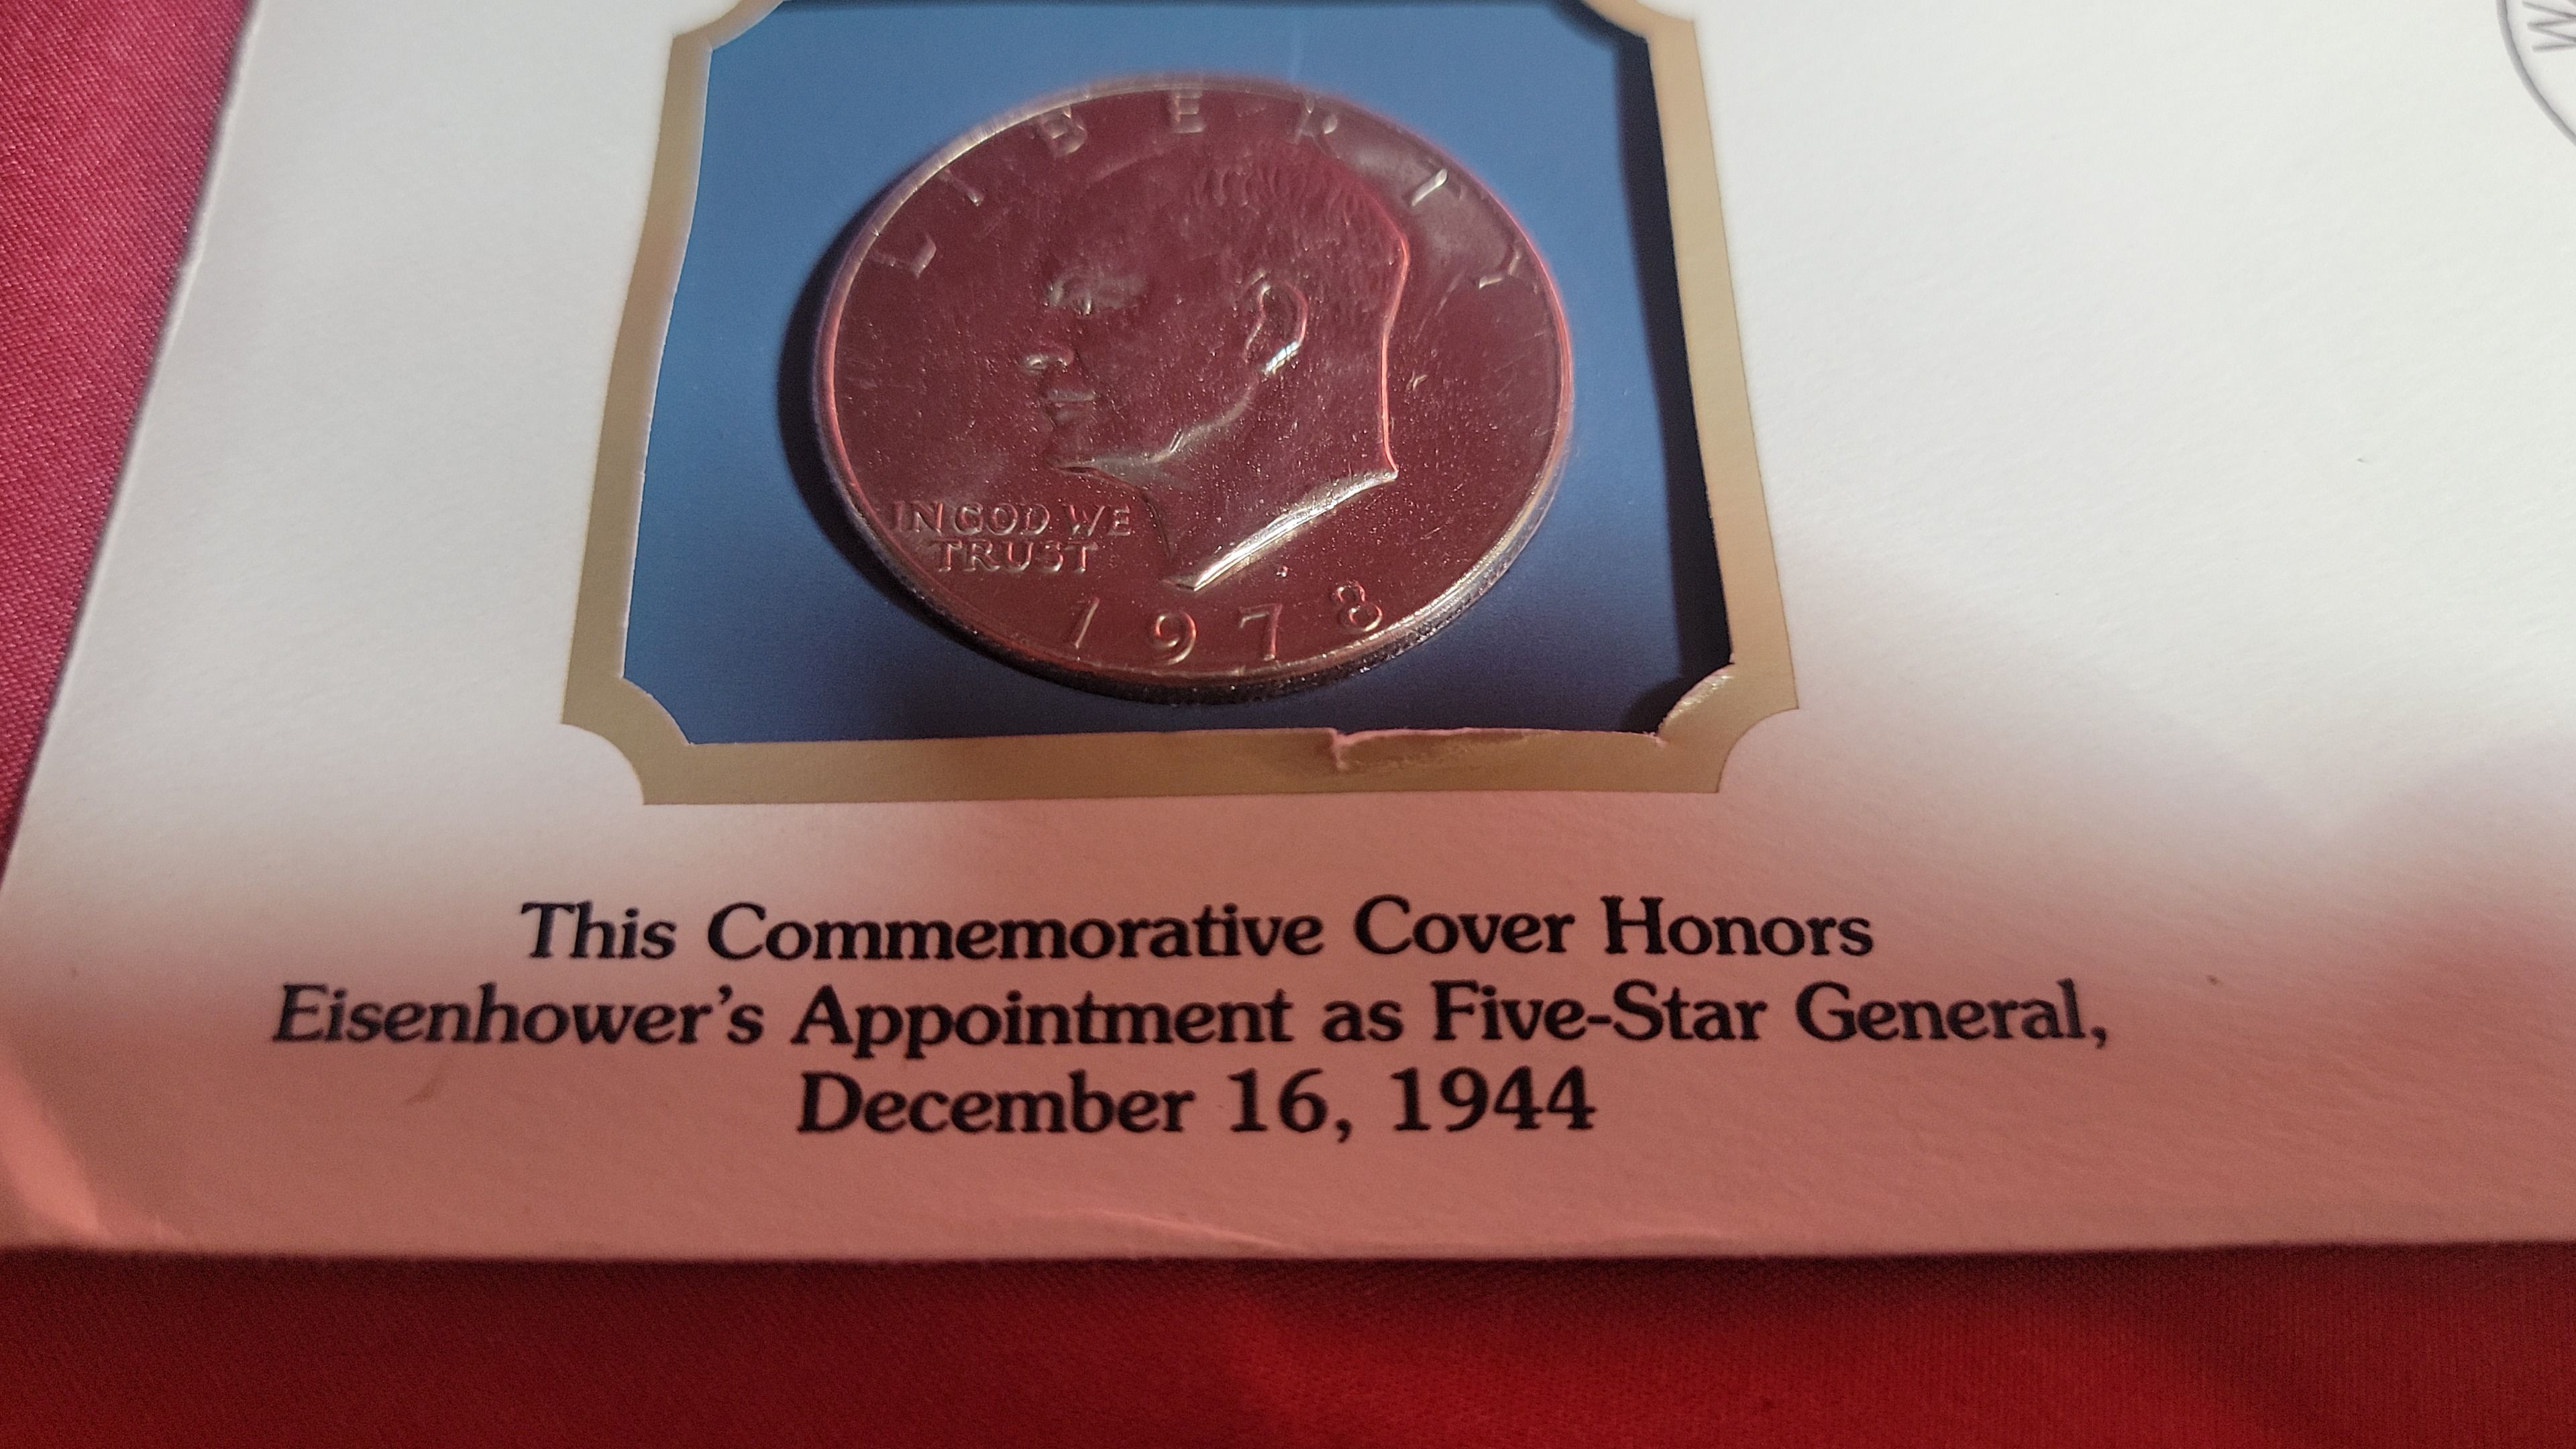 LIBERTY
IN GOD WE
TRUST
1978
This Commemorative Cover Honors
Eisenhower's Appointment as Five-Star General,
December 16, 1944